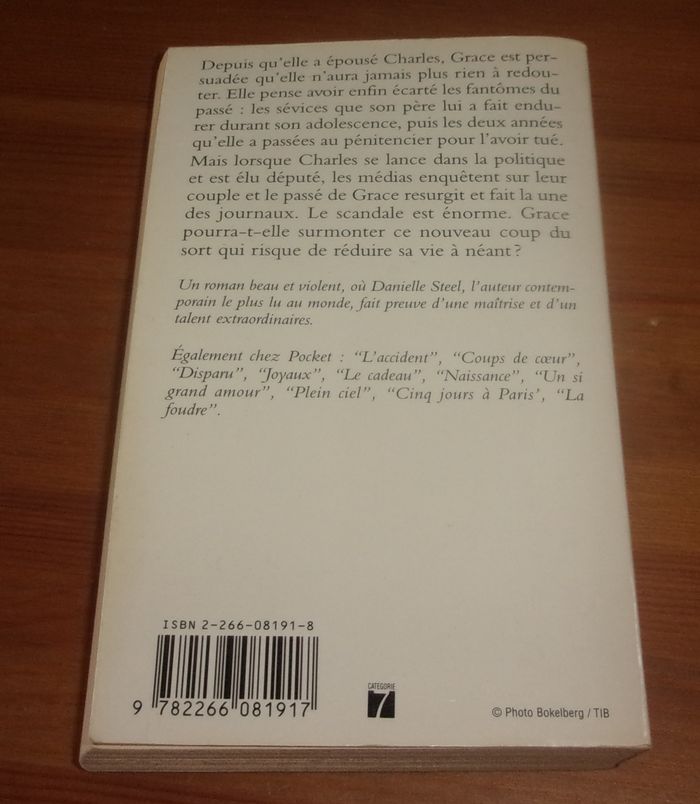 Depuis qu'elle a épousé Charles, Grace est per-
suadée qu'elle n'aura jamais plus rien à redou-
ter. Elle pense avoir enfin écarté les fantômes du
passé : les sévices que son père lui a fait endu-
rer durant son adolescence, puis les deux années
qu'elle a passées au pénitencier pour l'avoir tué.
Mais lorsque Charles se lance dans la politique
et est élu député, les médias enquêtent sur leur
couple et le passé de Grace resurgit et fait la une
des journaux. Le scandale est énorme. Grace
pourra-t-elle surmonter ce nouveau coup du
sort qui risque de réduire sa vie à néant ?
Un roman beau et violent, où Danielle Steel, l'auteur contem-
porain le plus lu au monde, fait preuve d'une maîtrise et d'un
talent extraordinaires.
Également chez Pocket : "L'accident", "Coups de cœur",
"Disparu", "Joyaux", "Le cadeau", "Naissance", "Un si
grand amour", "Plein ciel", "Cinq jours à Paris', "La
foudre".
ISBN 2-266-08191-8
9 782266 081917
CATÉGORIE
7
© Photo Bokelberg / TIB